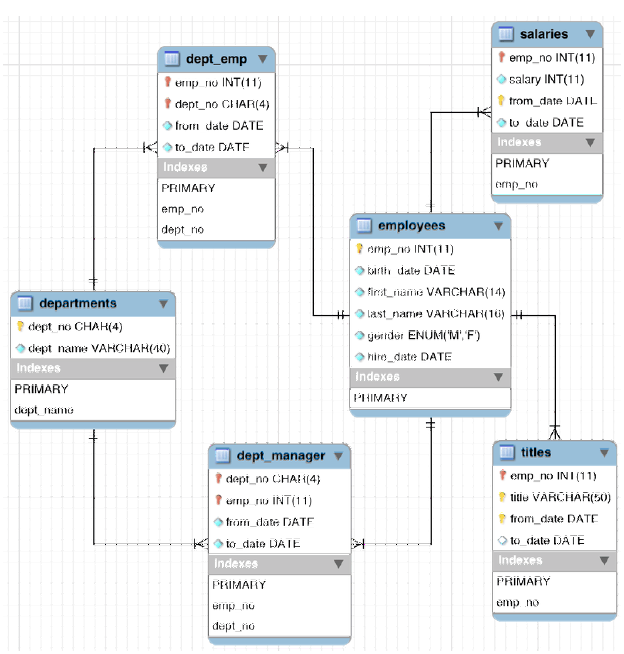 salaries
emp_no INT(11)
salary INT(11)
from_date DATE
to_date DATE
Indexes
PRIMARY
emp_no
dept_emp
emp_no INT(11)
dept_no CHAR(4)
from_date DATE
to_date DATE
Indexes
PRIMARY
emp_no
dept_no
employees
emp_no INT(11)
birth_date DATE
first_name VARCHAR(14)
last_name VARCHAR(16)
gender ENUM('M','F')
hire_date DATE
Indexes
PRIMARY
departments
dept_no CHAR(4)
dept_name VARCHAR(40)
Indexes
PRIMARY
dept_name
dept_manager
dept_no CHAR(4)
emp_no INT(11)
from_date DATE
to_date DATE
Indexes
PRIMARY
emp_no
dept_no
titles
emp_no INT(11)
title VARCHAR(50)
from_date DATE
to_date DATE
Indexes
PRIMARY
emp_no